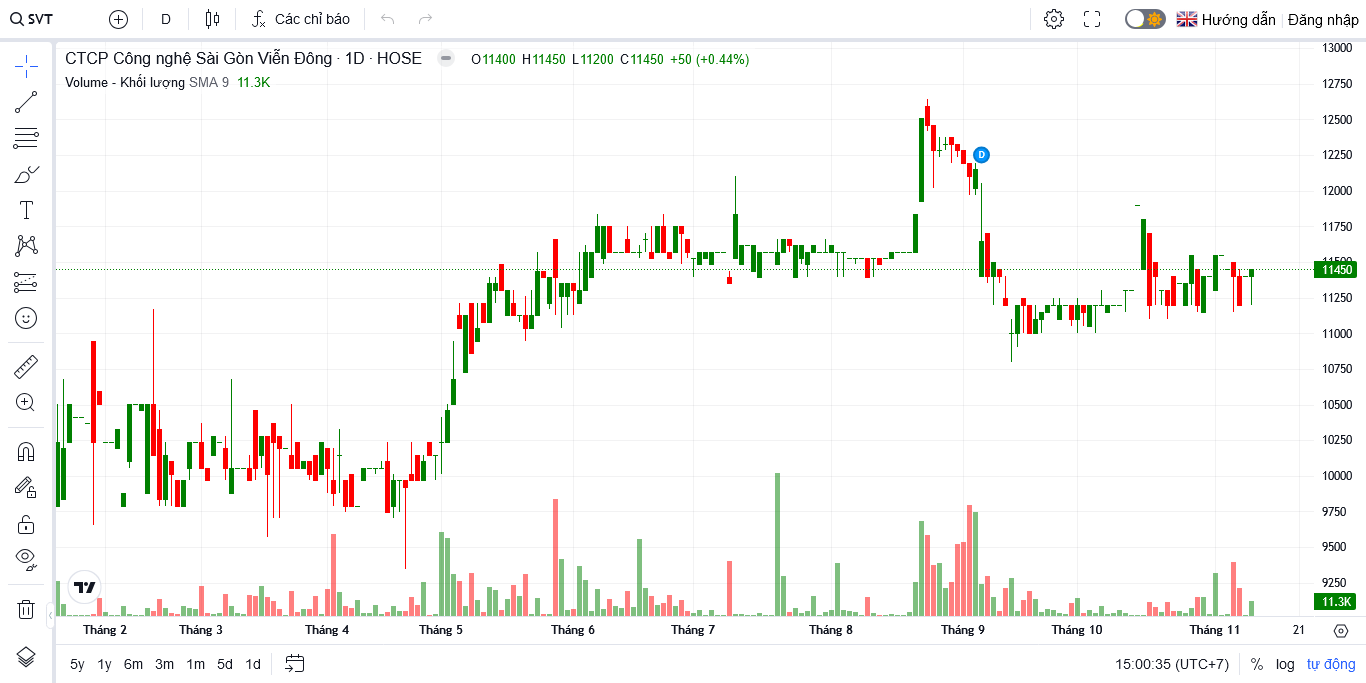 SVT D Các chỉ báo Hướng dẫn Đăng nhập
CTCP Công nghệ Sài Gòn Viễn Đông · 1D · HOSE O11400 H11450 L11200 C11450 +50 (+0.44%)
Volume - Khối lượng SMA 9 11.3K
13000
12750
12500
12250
D
12000
11750
11500
11450
11250
11000
10750
10500
10250
10000
9750
9500
9250
11.3K
Tháng 2 Tháng 3 Tháng 4 Tháng 5 Tháng 6 Tháng 7 Tháng 8 Tháng 9 Tháng 10 Tháng 11 21
5y 1y 6m 3m 1m 5d 1d 15:00:35 (UTC+7) % log tự động